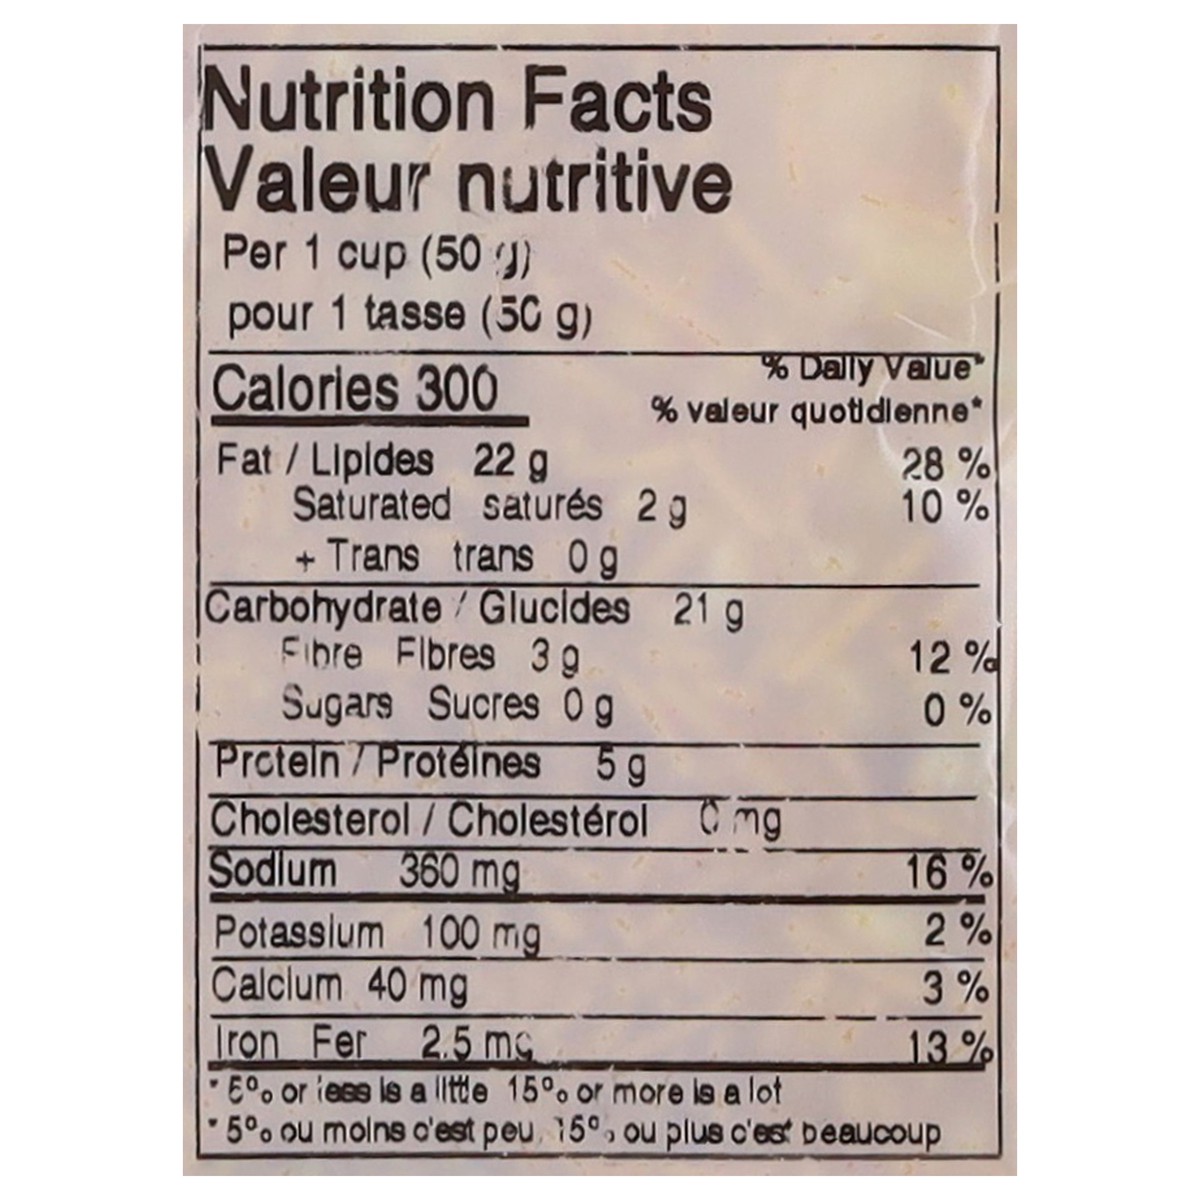 Nutrition Facts
Valeur nutritive
Per 1 cup (50 g)
pour 1 tasse (50 g)
% Daily Value*
Calories 300
% valeur quotidienne*
Fat / Lipides 22 g 28 %
Saturated saturés 2 g 10 %
+ Trans trans 0 g
Carbohydrate / Glucides 21 g
Fibre Fibres 3 g 12 %
Sugars Sucres 0 g 0 %
Protein / Protéines 5 g
Cholesterol / Cholestérol 0 mg
Sodium 360 mg 16 %
Potassium 100 mg 2 %
Calcium 40 mg 3 %
Iron Fer 2.5 mg 13 %
* 5% or less is a little 15% or more is a lot
* 5% ou moins c'est peu, 15% ou plus c'est beaucoup